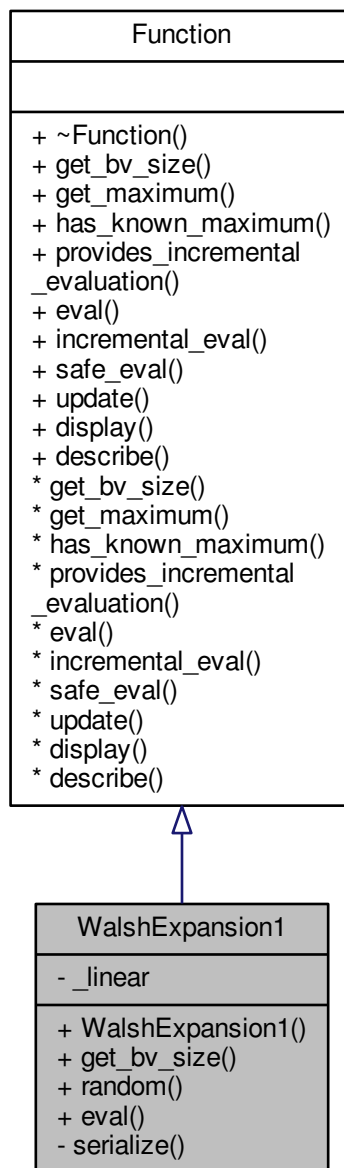 Function
+ ~Function()
+ get_bv_size()
+ get_maximum()
+ has_known_maximum()
+ provides_incremental
_evaluation()
+ eval()
+ incremental_eval()
+ safe_eval()
+ update()
+ display()
+ describe()
* get_bv_size()
* get_maximum()
* has_known_maximum()
* provides_incremental
_evaluation()
* eval()
* incremental_eval()
* safe_eval()
* update()
* display()
* describe()
WalshExpansion1
- _linear
+ WalshExpansion1()
+ get_bv_size()
+ random()
+ eval()
- serialize()